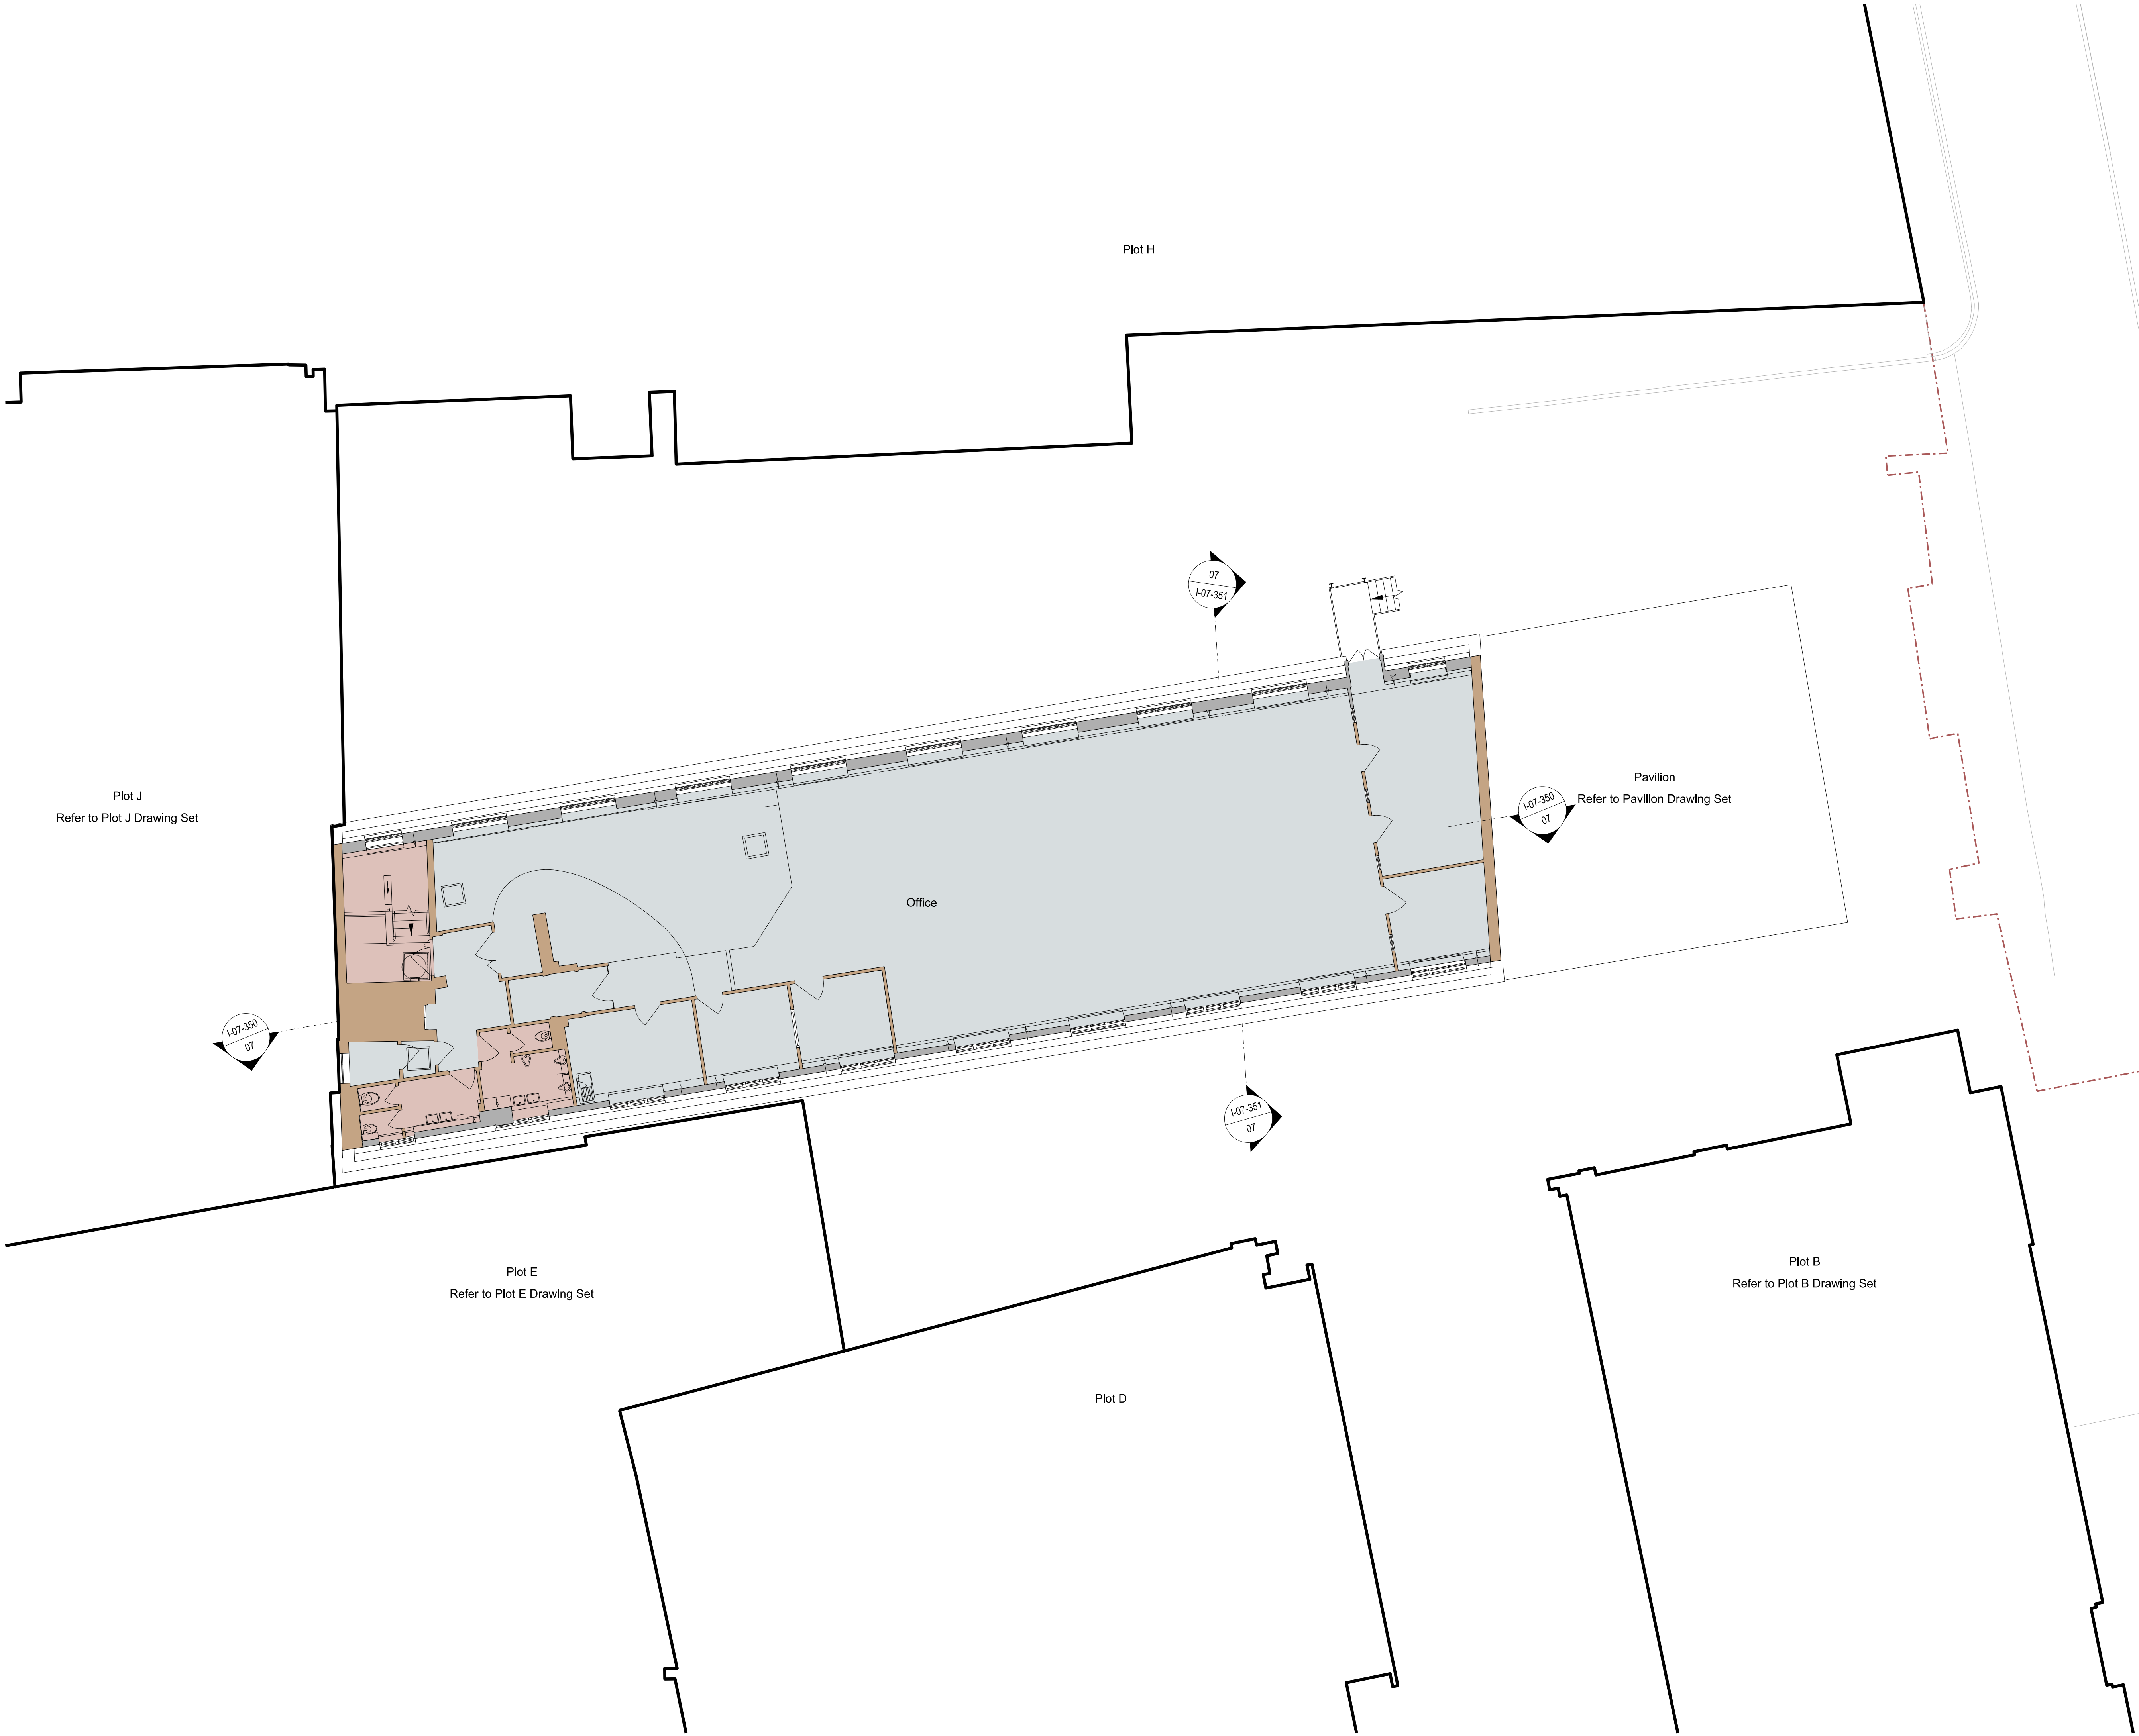 Plot H
07
I-07-351
Plot J
Refer to Plot J Drawing Set
Pavilion
Refer to Pavilion Drawing Set
I-07-350
07
Office
I-07-350
07
I-07-351
07
Plot E
Refer to Plot E Drawing Set
Plot B
Refer to Plot B Drawing Set
Plot D